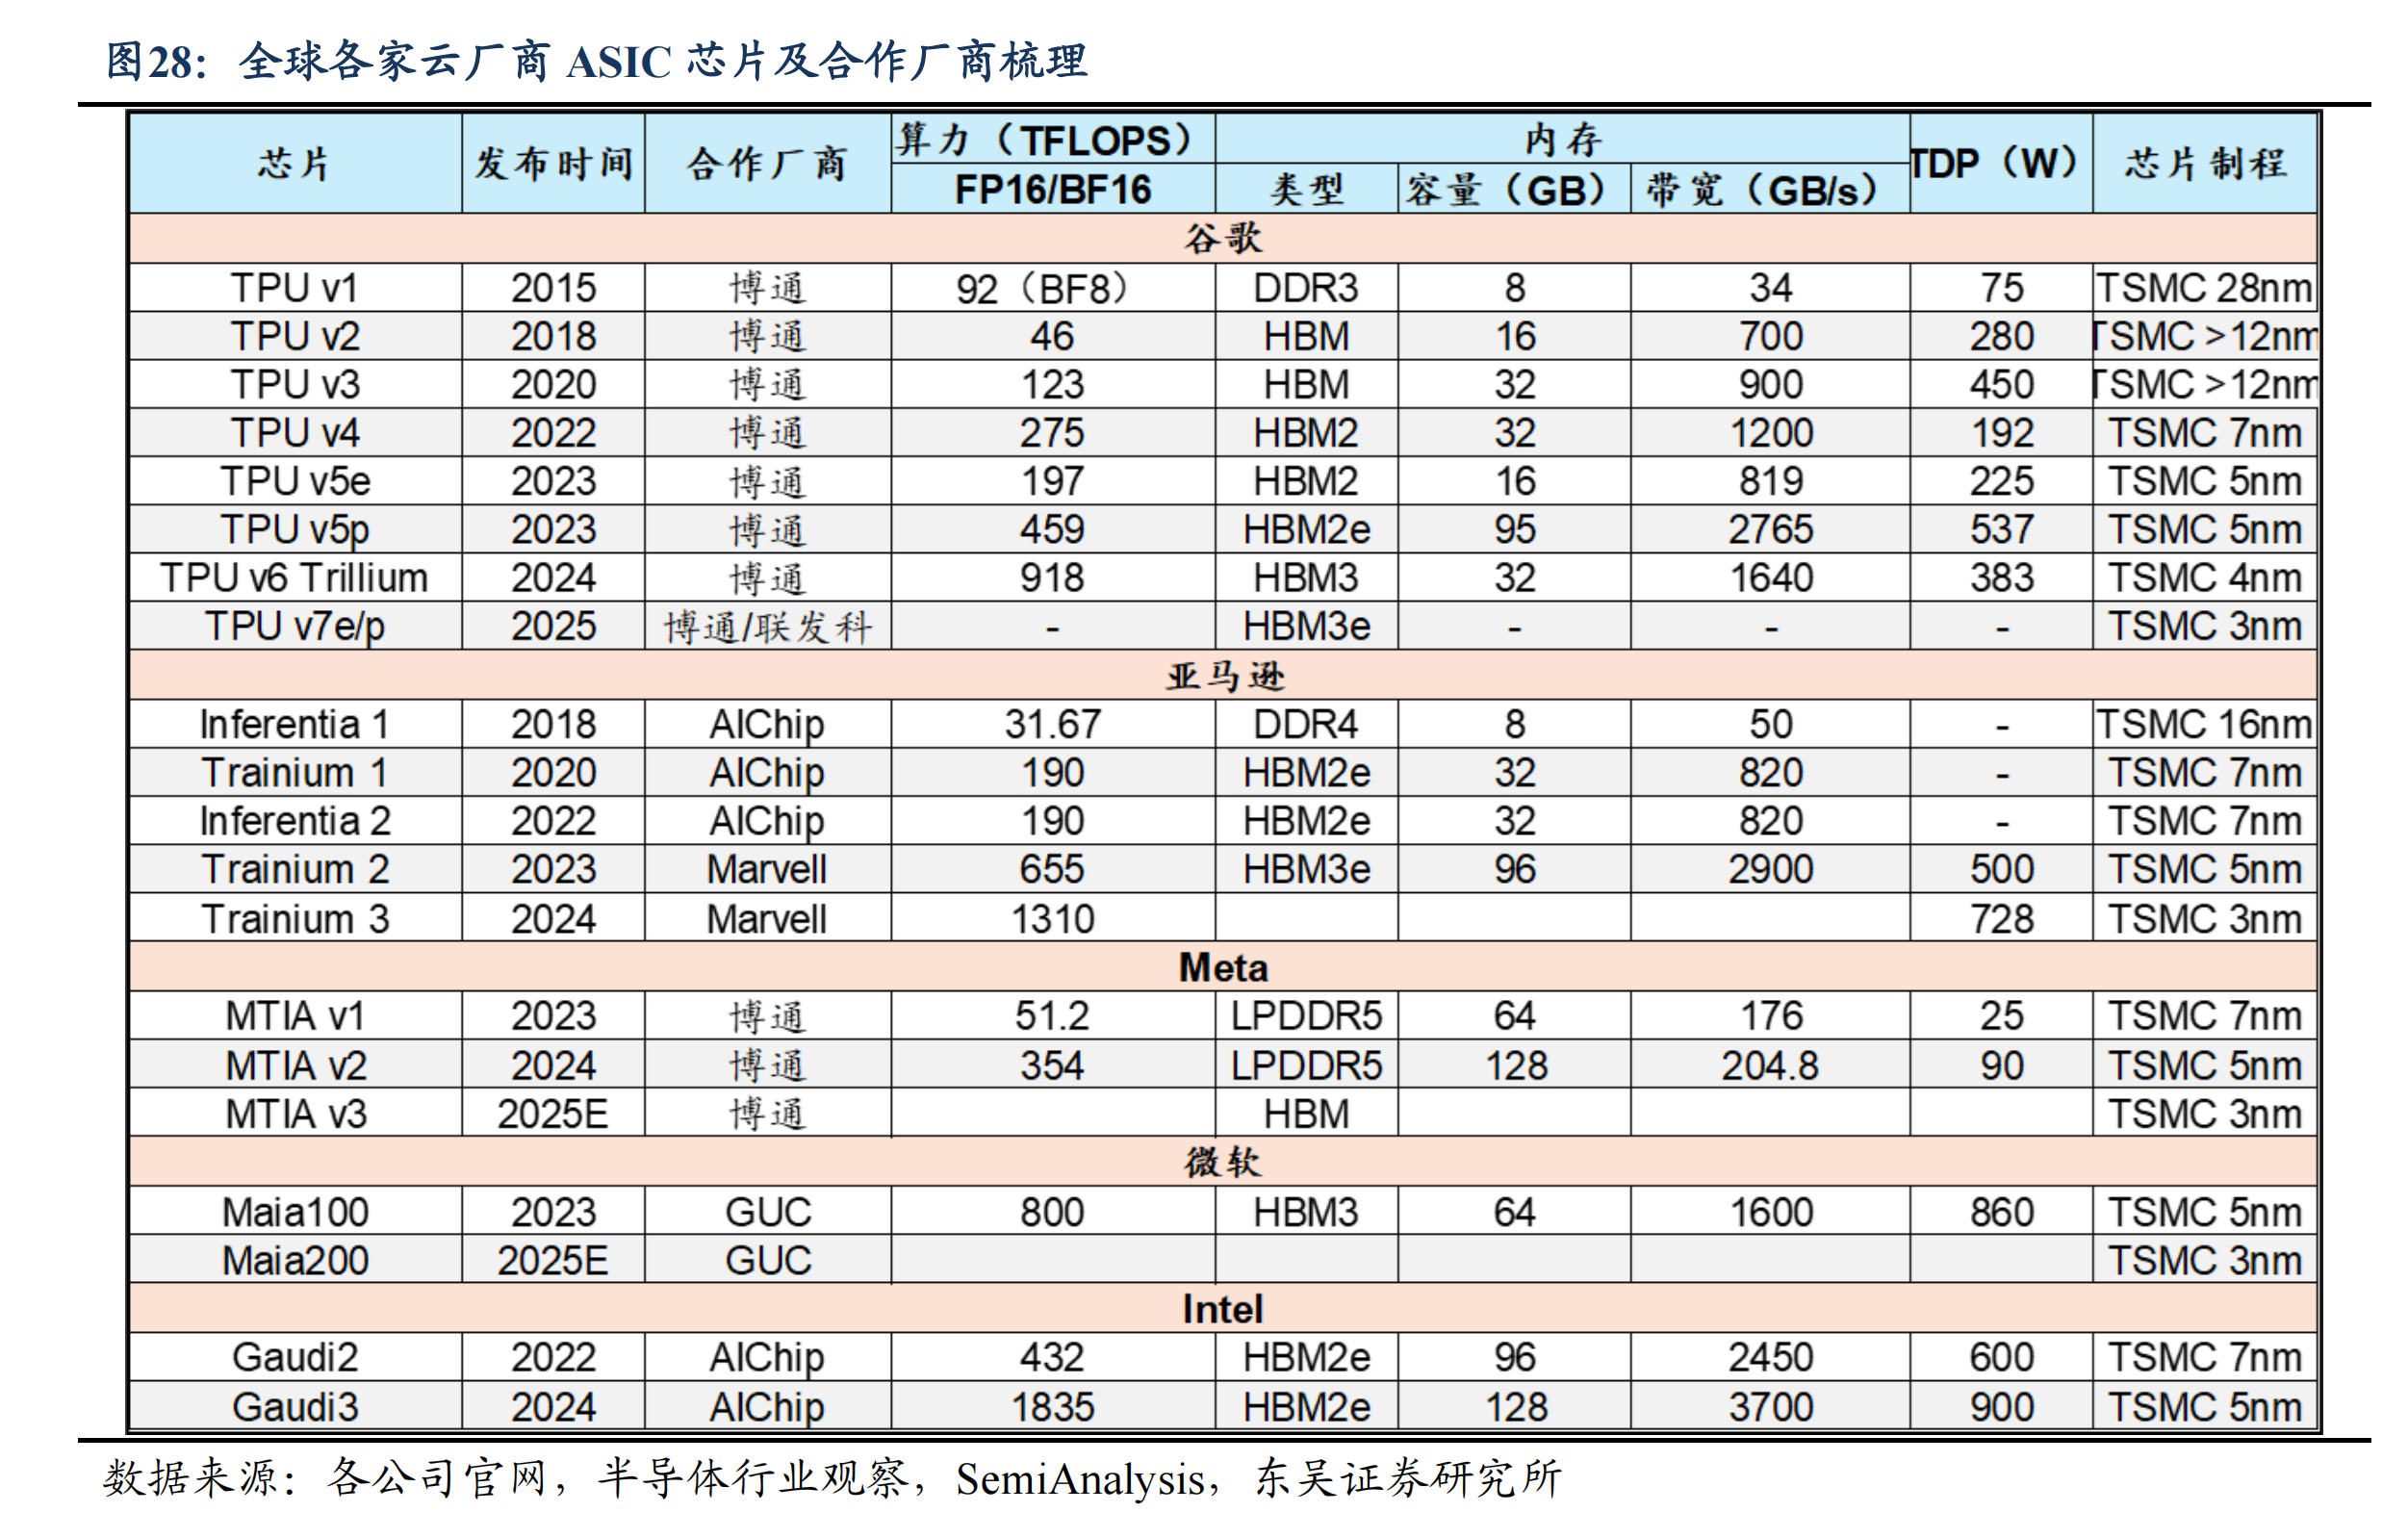 图28：全球各家云厂商 ASIC 芯片及合作厂商梳理
芯片 发布时间 合作厂商 算力（TFLOPS） 内存 TDP（W） 芯片制程
FP16/BF16 类型 容量（GB） 带宽（GB/s）
谷歌
TPU v1 2015 博通 92（BF8） DDR3 8 34 75 TSMC 28nm
TPU v2 2018 博通 46 HBM 16 700 280 TSMC >12nm
TPU v3 2020 博通 123 HBM 32 900 450 TSMC >12nm
TPU v4 2022 博通 275 HBM2 32 1200 192 TSMC 7nm
TPU v5e 2023 博通 197 HBM2 16 819 225 TSMC 5nm
TPU v5p 2023 博通 459 HBM2e 95 2765 537 TSMC 5nm
TPU v6 Trillium 2024 博通 918 HBM3 32 1640 383 TSMC 4nm
TPU v7e/p 2025 博通/联发科 - HBM3e - - - TSMC 3nm
亚马逊
Inferentia 1 2018 AlChip 31.67 DDR4 8 50 - TSMC 16nm
Trainium 1 2020 AlChip 190 HBM2e 32 820 - TSMC 7nm
Inferentia 2 2022 AlChip 190 HBM2e 32 820 - TSMC 7nm
Trainium 2 2023 Marvell 655 HBM3e 96 2900 500 TSMC 5nm
Trainium 3 2024 Marvell 1310 728 TSMC 3nm
Meta
MTIA v1 2023 博通 51.2 LPDDR5 64 176 25 TSMC 7nm
MTIA v2 2024 博通 354 LPDDR5 128 204.8 90 TSMC 5nm
MTIA v3 2025E 博通 HBM TSMC 3nm
微软
Maia100 2023 GUC 800 HBM3 64 1600 860 TSMC 5nm
Maia200 2025E GUC TSMC 3nm
Intel
Gaudi2 2022 AlChip 432 HBM2e 96 2450 600 TSMC 7nm
Gaudi3 2024 AlChip 1835 HBM2e 128 3700 900 TSMC 5nm
数据来源：各公司官网，半导体行业观察，SemiAnalysis，东吴证券研究所